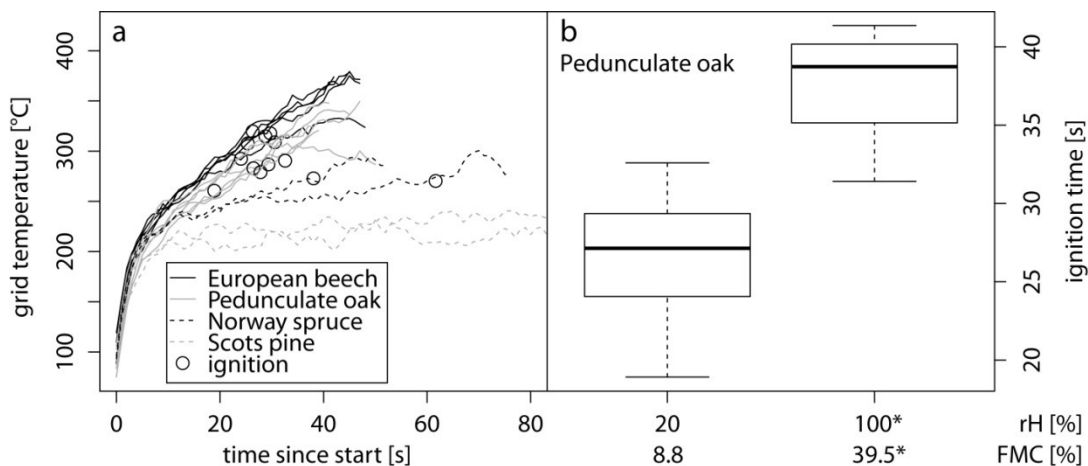 a
grid temperature [°C]
400
300
200
100
European beech
Pedunculate oak
Norway spruce
Scots pine
ignition
0 20 40 60 80
time since start [s]
b
Pedunculate oak
40
35
30
25
20
ignition time [s]
20 100* rH [%]
8.8 39.5* FMC [%]